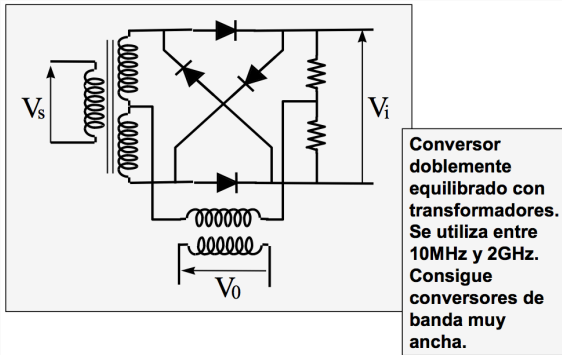 Vs
Vi
V0
Conversor
doblemente
equilibrado con
transformadores.
Se utiliza entre
10MHz y 2GHz.
Consigue
conversores de
banda muy
ancha.